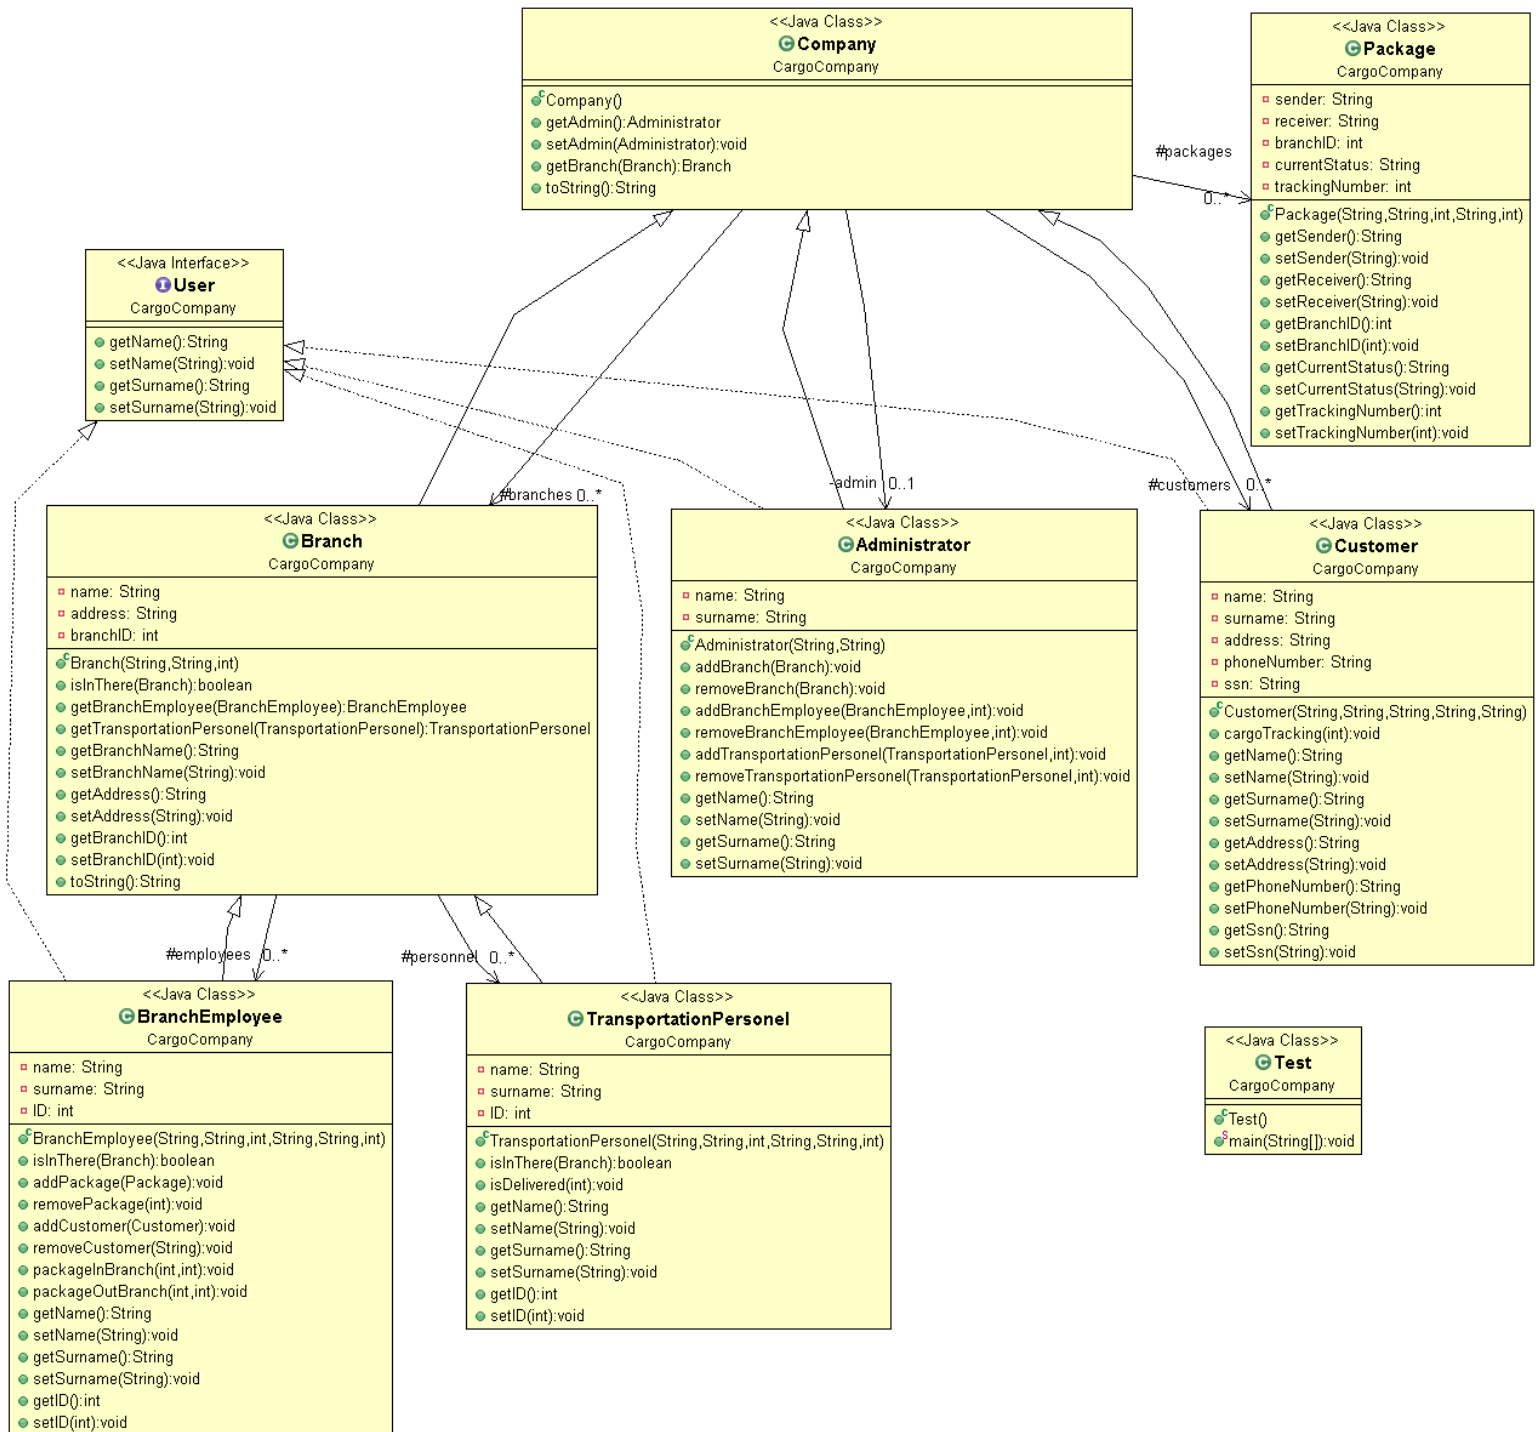 <<Java Class>>
Company
CargoCompany
Company()
getAdmin():Administrator
setAdmin(Administrator):void
getBranch(Branch):Branch
toString():String
<<Java Class>>
Package
CargoCompany
sender: String
receiver: String
branchID: int
currentStatus: String
trackingNumber: int
Package(String,String,int,String,int)
getSender():String
setSender(String):void
getReceiver():String
setReceiver(String):void
getBranchID():int
setBranchID(int):void
getCurrentStatus():String
setCurrentStatus(String):void
getTrackingNumber():int
setTrackingNumber(int):void
#packages
0..*
<<Java Interface>>
User
CargoCompany
getName():String
setName(String):void
getSurname():String
setSurname(String):void
#branches 0..*
-admin 0..1
#customers 0..*
<<Java Class>>
Branch
CargoCompany
name: String
address: String
branchID: int
Branch(String,String,int)
isInThere(Branch):boolean
getBranchEmployee(BranchEmployee):BranchEmployee
getTransportationPersonel(TransportationPersonel):TransportationPersonel
getBranchName():String
setBranchName(String):void
getAddress():String
setAddress(String):void
getBranchID():int
setBranchID(int):void
toString():String
<<Java Class>>
Administrator
CargoCompany
name: String
surname: String
Administrator(String,String)
addBranch(Branch):void
removeBranch(Branch):void
addBranchEmployee(BranchEmployee,int):void
removeBranchEmployee(BranchEmployee,int):void
addTransportationPersonel(TransportationPersonel,int):void
removeTransportationPersonel(TransportationPersonel,int):void
getName():String
setName(String):void
getSurname():String
setSurname(String):void
<<Java Class>>
Customer
CargoCompany
name: String
surname: String
address: String
phoneNumber: String
ssn: String
Customer(String,String,String,String,String)
cargoTracking(int):void
getName():String
setName(String):void
getSurname():String
setSurname(String):void
getAddress():String
setAddress(String):void
getPhoneNumber():String
setPhoneNumber(String):void
getSsn():String
setSsn(String):void
#employees 0..*
#personnel 0..*
<<Java Class>>
BranchEmployee
CargoCompany
name: String
surname: String
ID: int
BranchEmployee(String,String,int,String,String,int)
isInThere(Branch):boolean
addPackage(Package):void
removePackage(int):void
addCustomer(Customer):void
removeCustomer(String):void
packageInBranch(int,int):void
packageOutBranch(int,int):void
getName():String
setName(String):void
getSurname():String
setSurname(String):void
getID():int
setID(int):void
<<Java Class>>
TransportationPersonel
CargoCompany
name: String
surname: String
ID: int
TransportationPersonel(String,String,int,String,String,int)
isInThere(Branch):boolean
isDelivered(int):void
getName():String
setName(String):void
getSurname():String
setSurname(String):void
getID():int
setID(int):void
<<Java Class>>
Test
CargoCompany
Test()
main(String[]):void